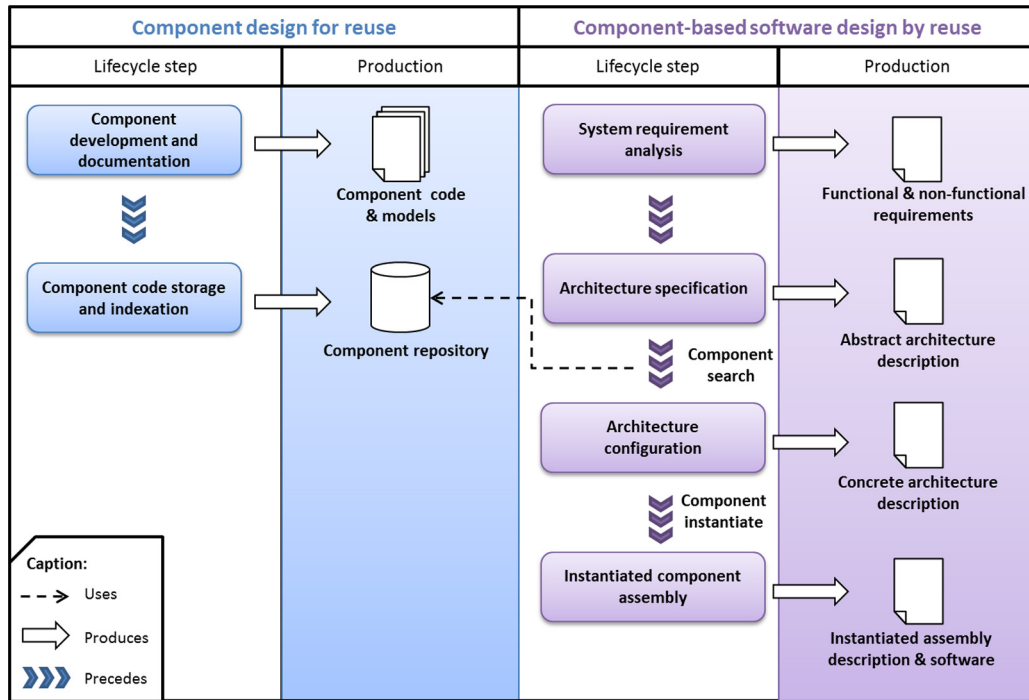 Component design for reuse
Component-based software design by reuse
Lifecycle step
Production
Lifecycle step
Production
Component
development and
documentation
Component code
& models
Component code storage
and indexation
Component repository
System requirement
analysis
Functional & non-functional
requirements
Architecture specification
Abstract architecture
description
Component
search
Architecture
configuration
Concrete architecture
description
Component
instantiate
Instantiated component
assembly
Instantiated assembly
description & software
Caption:
Uses
Produces
Precedes